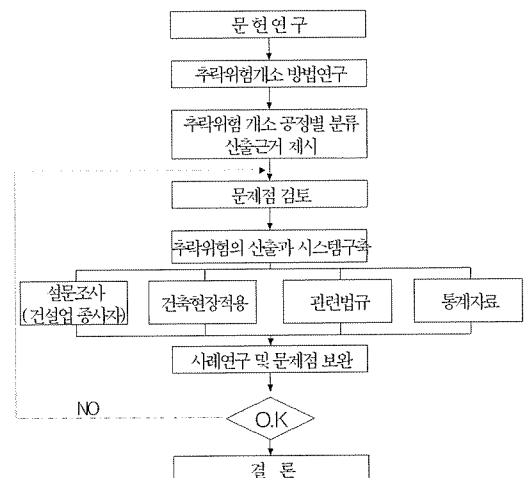 문헌연구
추락위험개소 방법연구
추락위험 개소 공정별 분류
산출근거 제시
문제점 검토
추락위험의 산출과 시스템구축
설문조사
(건설업 종사자)
건축현장적용
관련법규
통계자료
사례연구 및 문제점 보완
NO
O.K
결 론